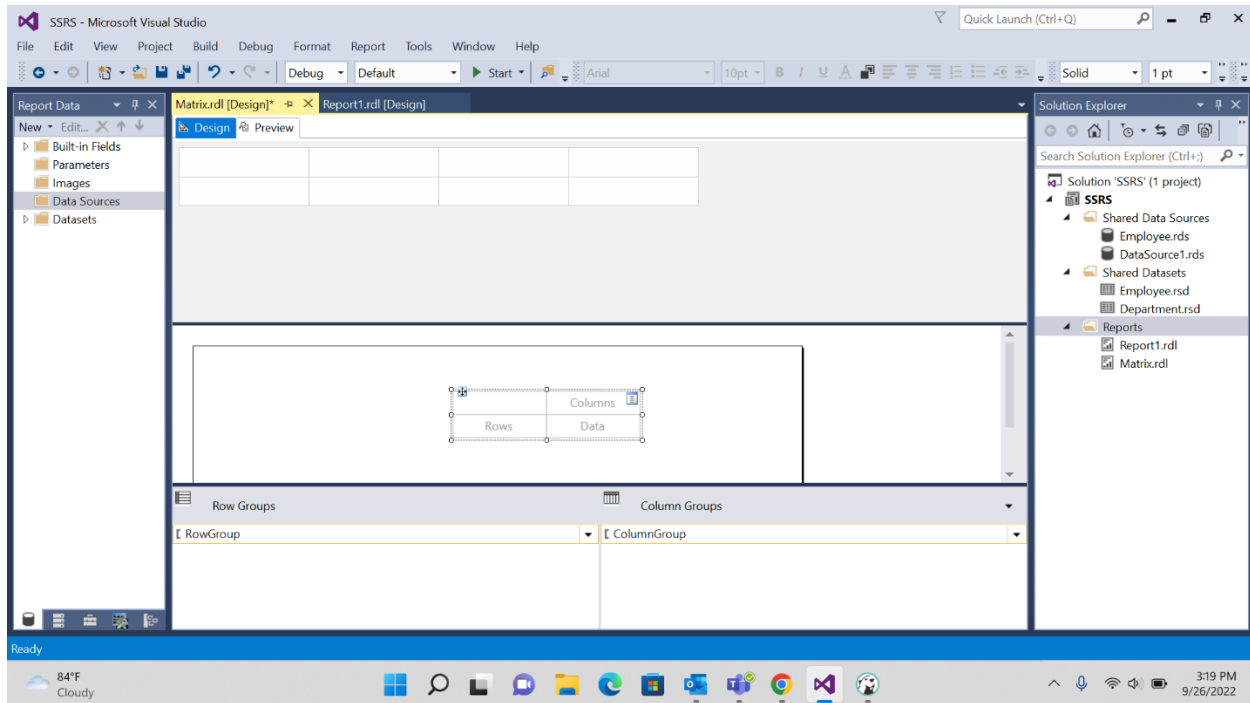 SSRS - Microsoft Visual Studio
Quick Launch (Ctrl+Q)
File Edit View Project Build Debug Format Report Tools Window Help
Debug Default Start Arial 10pt B I U A Solid 1 pt
Report Data
New Edit...
Built-in Fields
Parameters
Images
Data Sources
Datasets
Matrix.rdl [Design]* Report1.rdl [Design]
Design Preview
Columns
Rows Data
Row Groups Column Groups
RowGroup ColumnGroup
Solution Explorer
Search Solution Explorer (Ctrl+;)
Solution 'SSRS' (1 project)
SSRS
Shared Data Sources
Employee.rds
DataSource1.rds
Shared Datasets
Employee.rsd
Department.rsd
Reports
Report1.rdl
Matrix.rdl
Ready
84°F
Cloudy
3:19 PM
9/26/2022